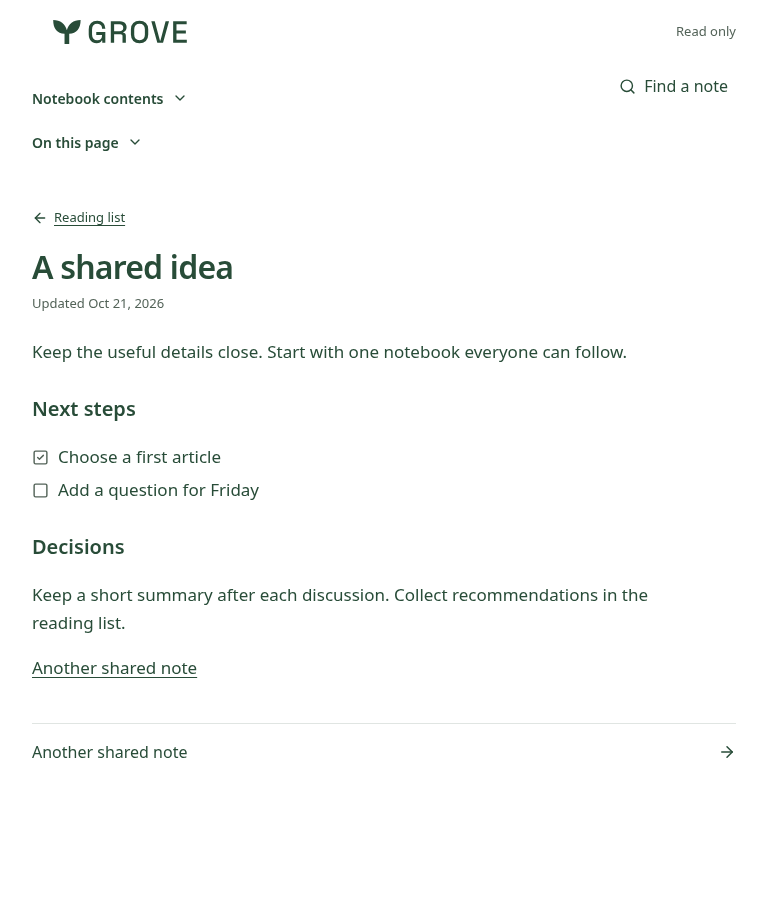 GROVE
Read only
Find a note
Notebook contents
On this page
Reading list
A shared idea
Updated Oct 21, 2026
Keep the useful details close. Start with one notebook everyone can follow.
Next steps
Choose a first article
Add a question for Friday
Decisions
Keep a short summary after each discussion. Collect recommendations in the
reading list.
Another shared note
Another shared note